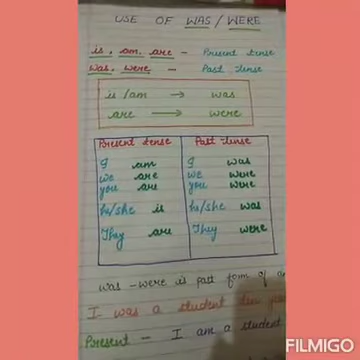 USE OF WAS/WERE
is, am, are - Present tense
was, were - Past tense
is/am → was
are → were
Present tense Past tense
I am I was
we are we were
you are you were
he/she is he/she was
They are They were
was - were is past form of
I was a student ten
Present - I am a student
FILMIGO